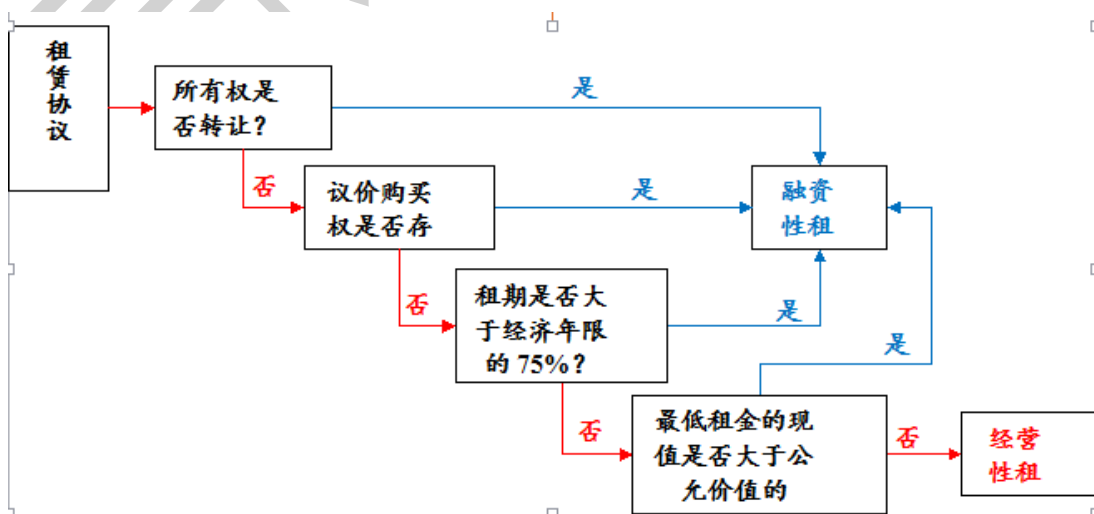 租
赁
协
议
所有权是
否转让？
是
否
议价购买
权是否存
是
融资
性租
否
租期是否大
于经济年限
的 75%？
是
是
否
最低租金的现
值是否大于公
允价值的
否
经营
性租